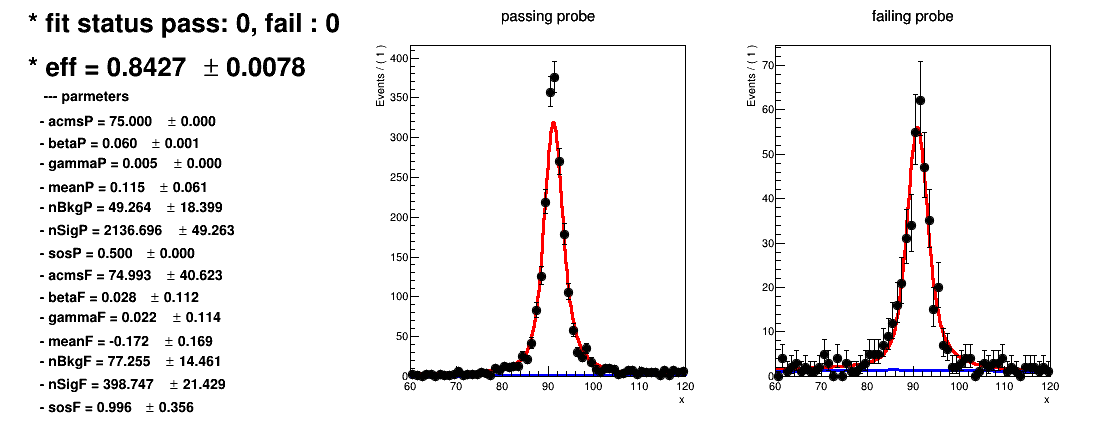 * fit status pass: 0, fail : 0
* eff = 0.8427 ± 0.0078
--- parmeters
- acmsP = 75.000 ± 0.000
- betaP = 0.060 ± 0.001
- gammaP = 0.005 ± 0.000
- meanP = 0.115 ± 0.061
- nBkgP = 49.264 ± 18.399
- nSigP = 2136.696 ± 49.263
- sosP = 0.500 ± 0.000
- acmsF = 74.993 ± 40.623
- betaF = 0.028 ± 0.112
- gammaF = 0.022 ± 0.114
- meanF = -0.172 ± 0.169
- nBkgF = 77.255 ± 14.461
- nSigF = 398.747 ± 21.429
- sosF = 0.996 ± 0.356
passing probe
Events / ( 1 )
400
350
300
250
200
150
100
50
0
60 70 80 90 100 110 120
x
failing probe
Events / ( 1 )
70
60
50
40
30
20
10
0
60 70 80 90 100 110 120
x